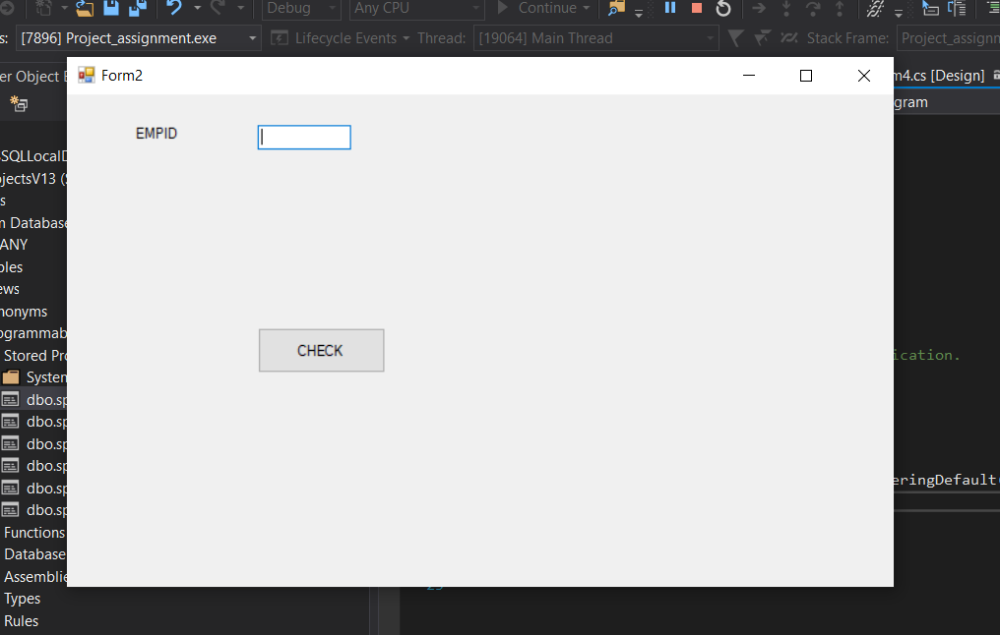 Debug Any CPU Continue
s: [7896] Project_assignment.exe Lifecycle Events Thread: [19064] Main Thread Stack Frame: Project_assignm
er Object E
Form2
m4.cs [Design]
gram
EMPID
SQLLocalD
ojectsV13 (S
s
n Database
ANY
bles
ews
nonyms
ogrammab
Stored Pro
CHECK
ication.
System
dbo.sp
dbo.sp
dbo.sp
dbo.sp
dbo.sp
dbo.sp
eringDefault(
Functions
Database
Assemblie
Types
Rules